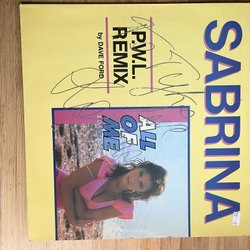 SABRINA
P.W.L.
REMIX
by DAVE FORD.
ALL
OF
ME